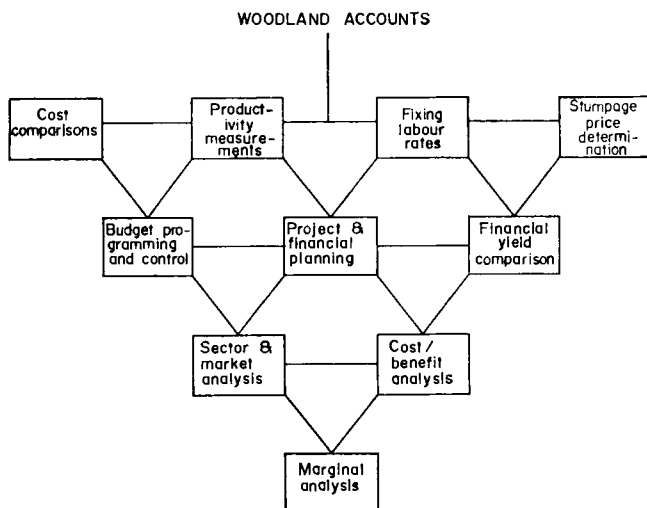 WOODLAND ACCOUNTS
Cost
comparisons
Product-
ivity
measure-
ments
Fixing
labour
rates
Stumpage
price
determi-
nation
Budget pro-
gramming
and control
Project &
financial
planning
Financial
yield
comparison
Sector &
market
analysis
Cost/
benefit
analysis
Marginal
analysis